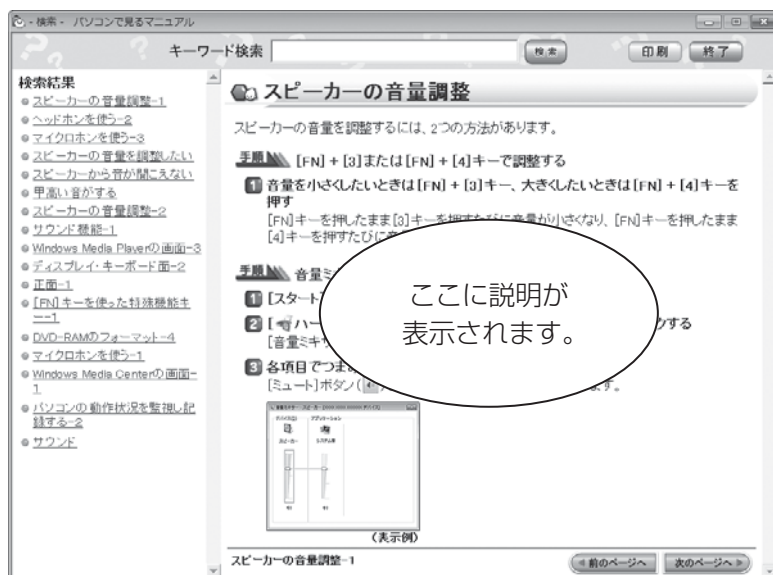 - 検索 - パソコンで見るマニュアル
キーワード検索
検索
印刷
終了
検索結果
スピーカーの音量調整-1
ヘッドホンを使う-2
マイクロホンを使う-3
スピーカーの音量を調整したい
スピーカーから音が聞こえない
甲高い音がする
スピーカーの音量調整-2
サウンド機能-1
Windows Media Playerの画面-3
ディスプレイ・キーボード面-2
正面-1
[FN]キーを使った特殊機能キ
ー-1
DVD-RAMのフォーマット-4
マイクロホンを使う-1
Windows Media Centerの画面-
1
パソコンの動作状況を監視し記
録する-2
サウンド
スピーカーの音量調整
スピーカーの音量を調整するには、2つの方法があります。
手順 [FN] + [3]または[FN] + [4]キーで調整する
1 音量を小さくしたいときは[FN] + [3]キー、大きくしたいときは[FN] + [4]キーを
押す
[FN]キーを押したまま[3]キーを押すたびに音量が小さくなり、[FN]キーを押したまま
[4]キーを押すたびに
手順 音量ミ
1 [スタート]
2 [ハー クする
[音量ミキサ
3 各項目でつまみ
[ミュート]ボタン( ます。
ここに説明が
表示されます。
スピーカー
システム音
(表示例)
スピーカーの音量調整-1
前のページへ
次のページへ